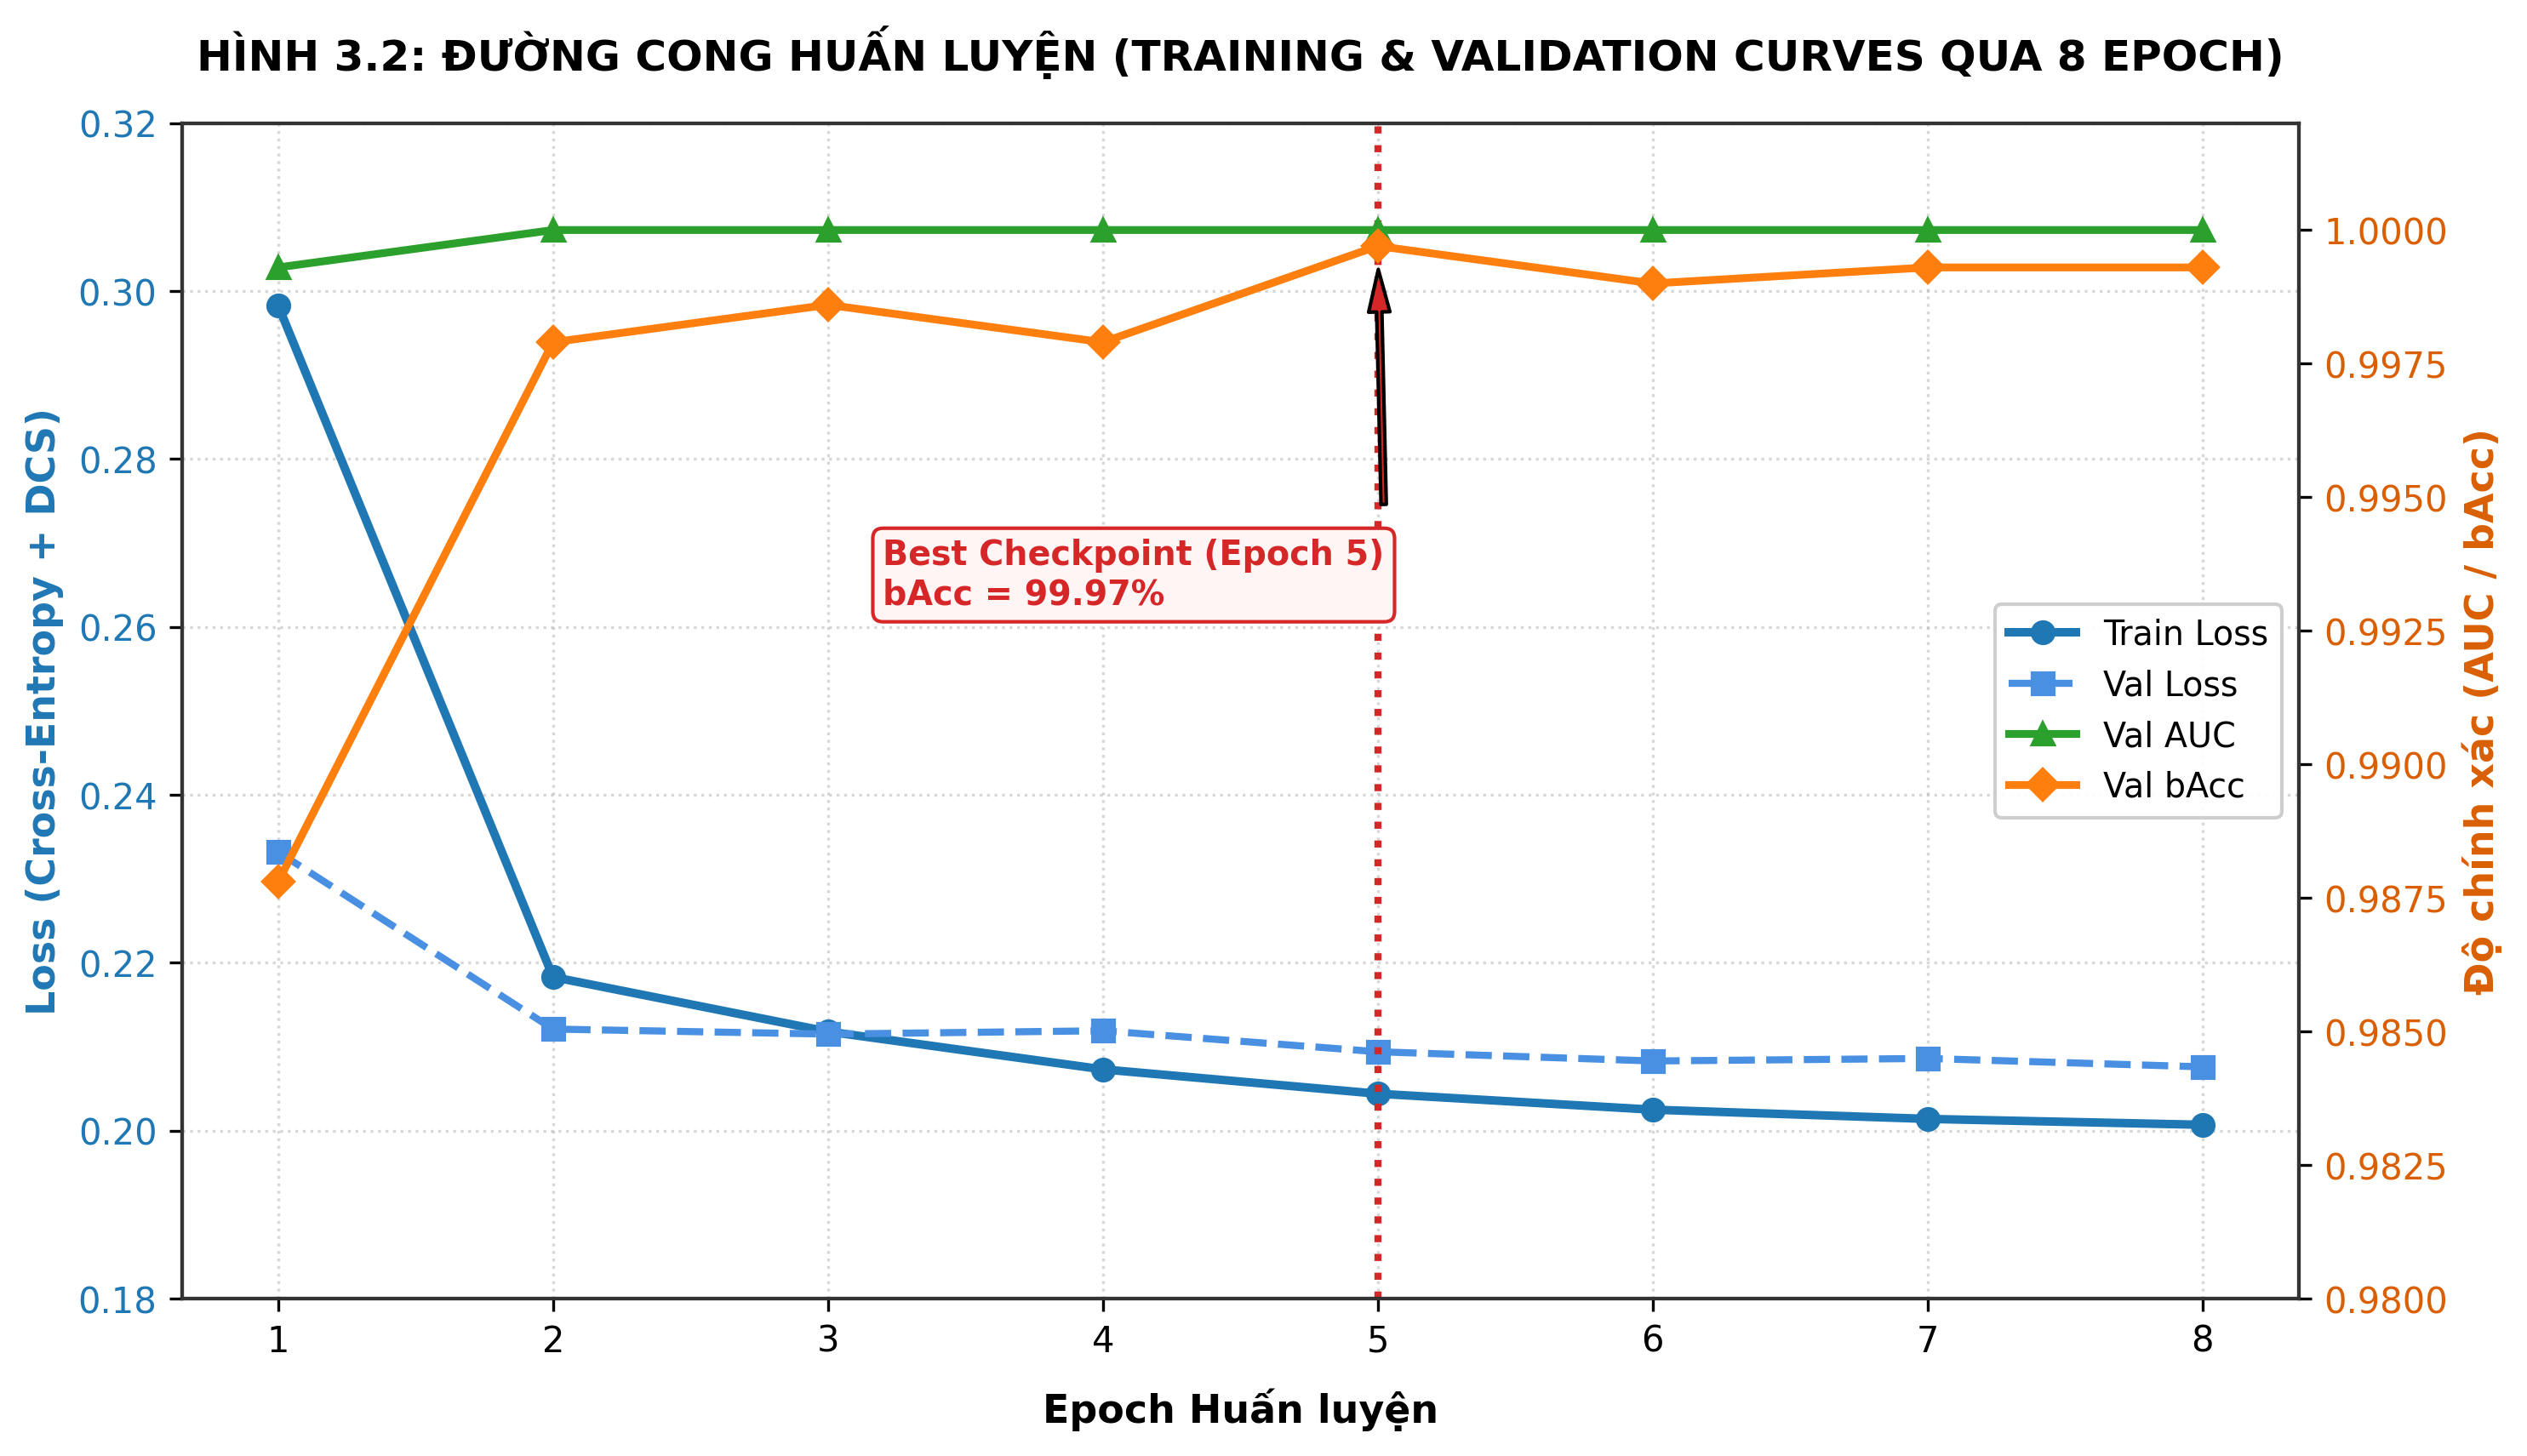 HÌNH 3.2: ĐƯỜNG CONG HUẤN LUYỆN (TRAINING & VALIDATION CURVES QUA 8 EPOCH)
Loss (Cross-Entropy + DCS)
0.32
0.30
0.28
0.26
0.24
0.22
0.20
0.18
Best Checkpoint (Epoch 5)
bAcc = 99.97%
Train Loss
Val Loss
Val AUC
Val bAcc
1.0000
0.9975
0.9950
0.9925
0.9900
0.9875
0.9850
0.9825
0.9800
Độ chính xác (AUC / bAcc)
1 2 3 4 5 6 7 8
Epoch Huấn luyện